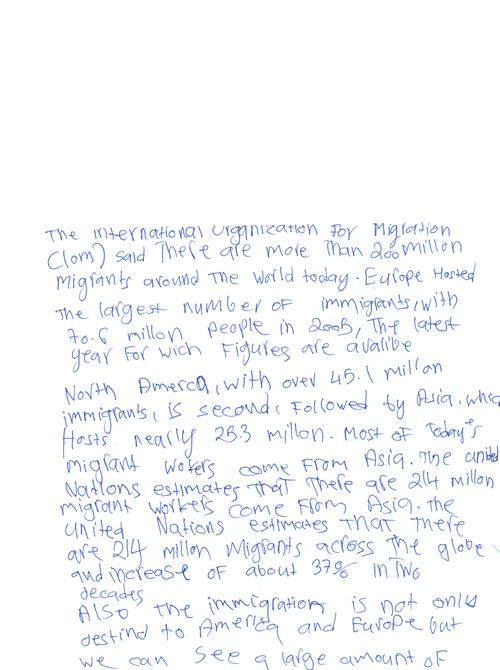 The International Organization For Migration
(Iom) said There are more Than 200 millon
Migrants around The World today. Europe Hosted
The largest number OF immigrants, with
70.6 millon People in 2005, The latest
year For wich Figures are avalibe
North Amerca, with over 45.1 millon
immigrants, is second, Followed by Asia. which
Hosts nearly 25.3 millon. Most oF Today's
migrant wokers come From Asia. The united
Nations estimates that There are 214 millon
migrant workers come From Asia. the
united Nations estimates THAT There
are 214 millon Migrants across The globe,
and increase oF about 37% in Two
decades
Also the immigration is not only
destind to America and Europe but
we can see a large amount oF